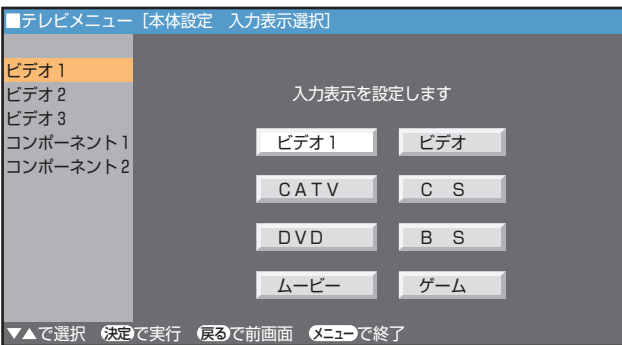 ■テレビメニュー [本体設定 入力表示選択]
ビデオ1
ビデオ2
ビデオ3
コンポーネント1
コンポーネント2
入力表示を設定します
ビデオ1 ビデオ
CATV CS
DVD BS
ムービー ゲーム
▼▲で選択 決定で実行 戻るで前画面 メニューで終了